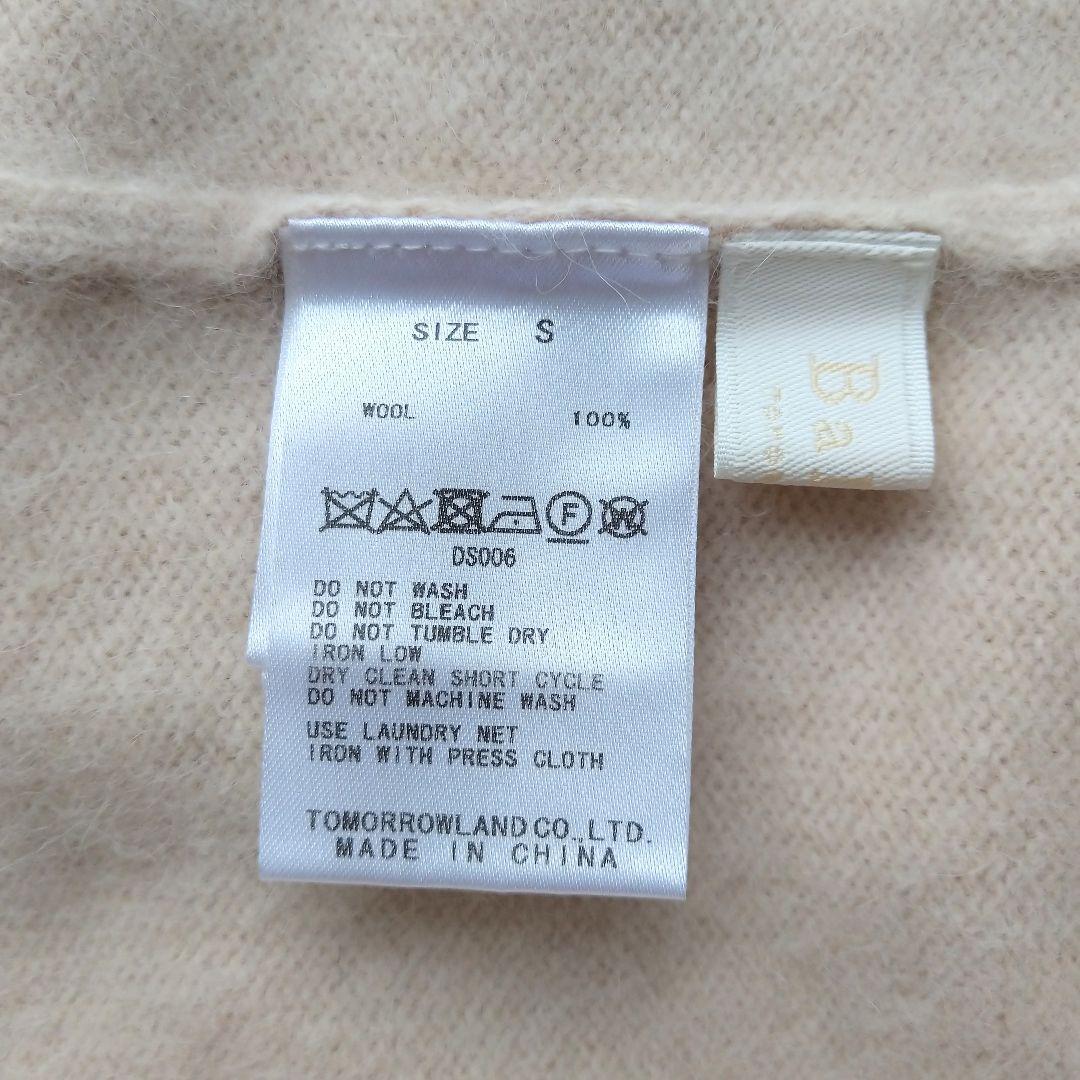 SIZE S
WOOL 100%
F W
DS006
DO NOT WASH
DO NOT BLEACH
DO NOT TUMBLE DRY
IRON LOW
DRY CLEAN SHORT CYCLE
DO NOT MACHINE WASH
USE LAUNDRY NET
IRON WITH PRESS CLOTH
TOMORROWLAND CO.,LTD.
MADE IN CHINA
Ba